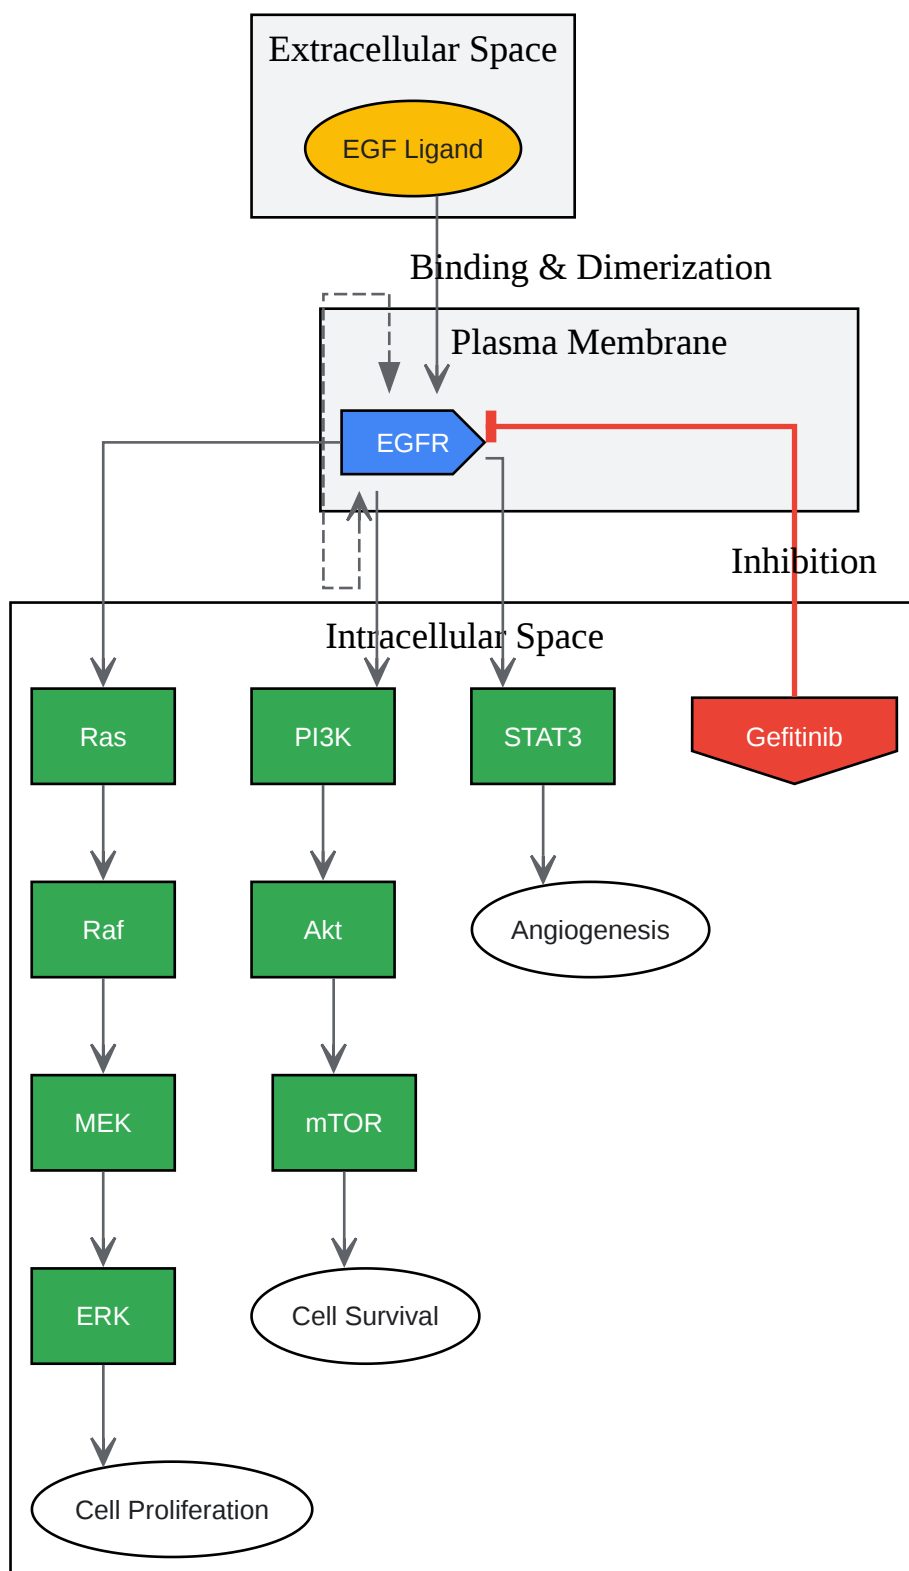 Extracellular Space
EGF Ligand
Binding & Dimerization
Plasma Membrane
EGFR
Inhibition
Intracellular Space
Ras
PI3K
STAT3
Gefitinib
Raf
Akt
Angiogenesis
MEK
mTOR
ERK
Cell Survival
Cell Proliferation